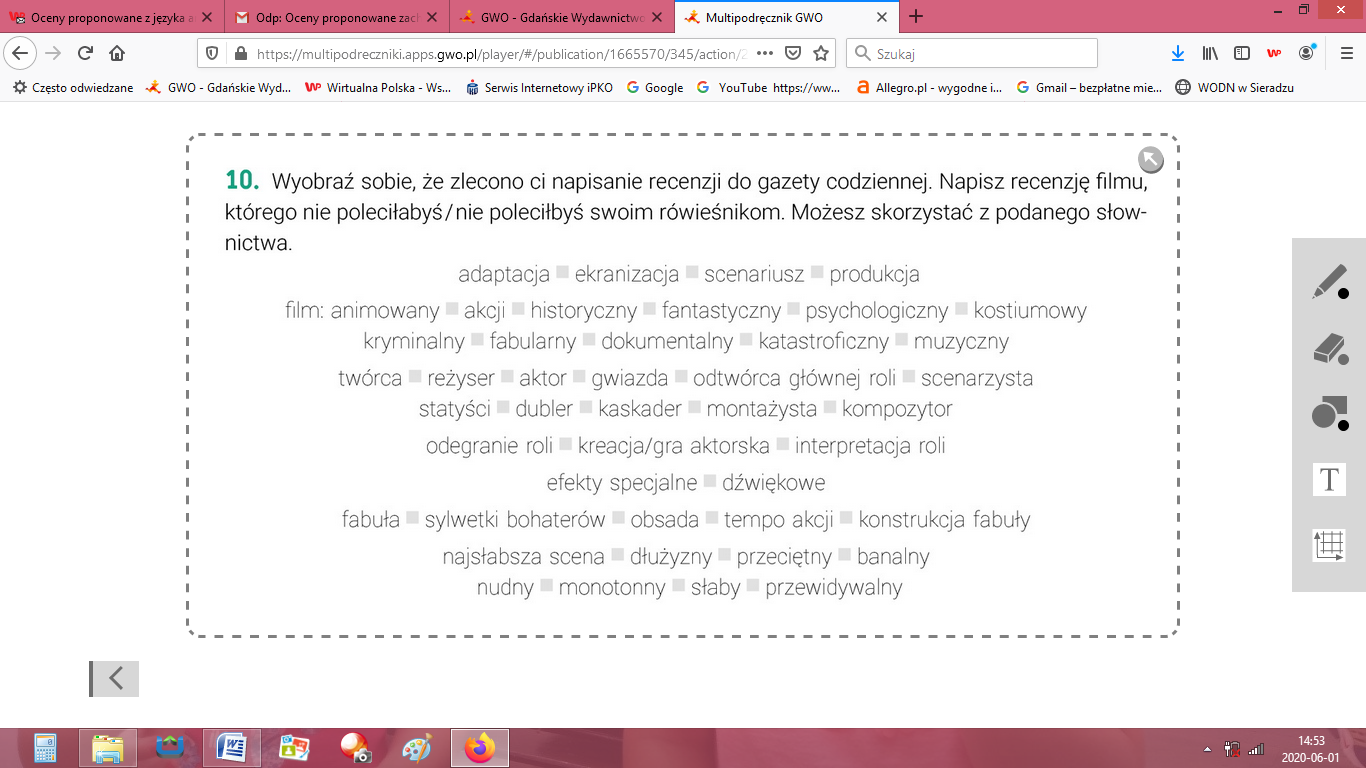 Oceny proponowane z języka a
Odp: Oceny proponowane zac
GWO - Gdańskie Wydawnictwo
Multipodręcznik GWO
https://multipodreczniki.apps.gwo.pl/player/#/publication/1665570/345/action/2
Szukaj
Często odwiedzane
GWO - Gdańskie Wyd...
Wirtualna Polska - Ws...
Serwis Internetowy iPKO
Google
YouTube https://ww...
Allegro.pl - wygodne i...
Gmail – bezpłatne mie...
WODN w Sieradzu
10. Wyobraź sobie, że zlecono ci napisanie recenzji do gazety codziennej. Napisz recenzję filmu,
którego nie poleciłabyś/nie poleciłbyś swoim rówieśnikom. Możesz skorzystać z podanego słow-
nictwa.
adaptacja ■ ekranizacja ■ scenariusz ■ produkcja
film: animowany ■ akcji ■ historyczny ■ fantastyczny ■ psychologiczny ■ kostiumowy
kryminalny ■ fabularny ■ dokumentalny ■ katastroficzny ■ muzyczny
twórca ■ reżyser ■ aktor ■ gwiazda ■ odtwórca głównej roli ■ scenarzysta
statyści ■ dubler ■ kaskader ■ montażysta ■ kompozytor
odegranie roli ■ kreacja/gra aktorska ■ interpretacja roli
efekty specjalne ■ dźwiękowe
fabuła ■ sylwetki bohaterów ■ obsada ■ tempo akcji ■ konstrukcja fabuły
najsłabsza scena ■ dłużyzny ■ przeciętny ■ banalny
nudny ■ monotonny ■ słaby ■ przewidywalny
T
14:53
2020-06-01